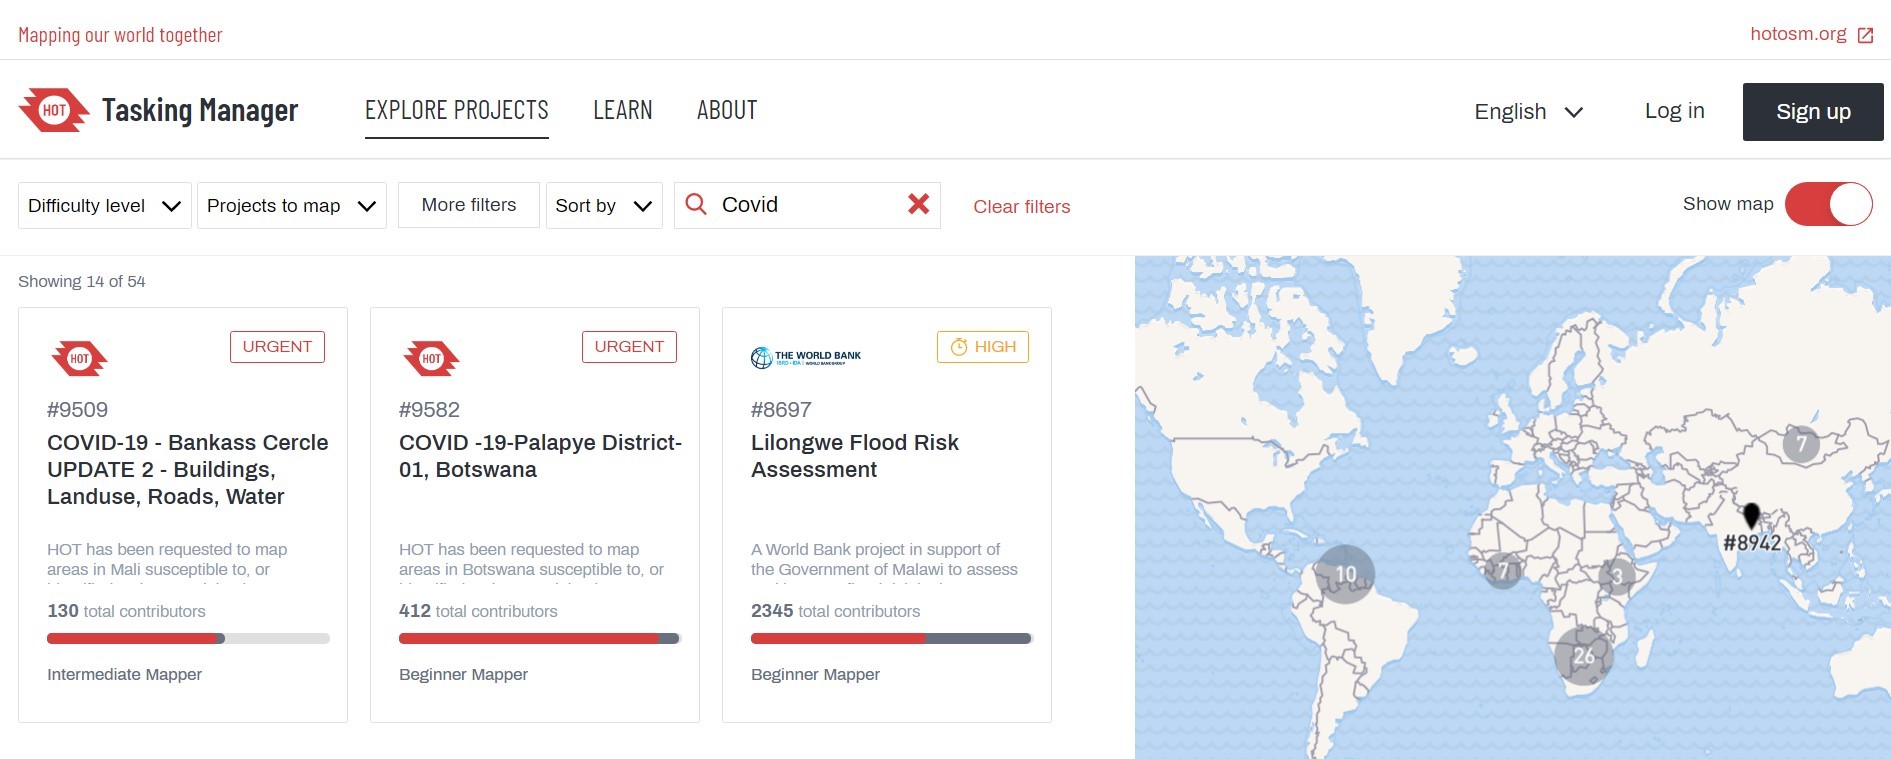 Mapping our world together
hotosm.org
HOT Tasking Manager
EXPLORE PROJECTS LEARN ABOUT
English Log in Sign up
Difficulty level Projects to map More filters Sort by Covid Clear filters
Show map
Showing 14 of 54
HOT URGENT
#9509
COVID-19 - Bankass Cercle
UPDATE 2 - Buildings,
Landuse, Roads, Water
HOT has been requested to map
areas in Mali susceptible to, or
130 total contributors
Intermediate Mapper
HOT URGENT
#9582
COVID -19-Palapye District-
01, Botswana
HOT has been requested to map
areas in Botswana susceptible to, or
412 total contributors
Beginner Mapper
THE WORLD BANK
IBRD • IDA | WORLD BANK GROUP
HIGH
#8697
Lilongwe Flood Risk
Assessment
A World Bank project in support of
the Government of Malawi to assess
2345 total contributors
Beginner Mapper
7
#8942
10
7
3
26